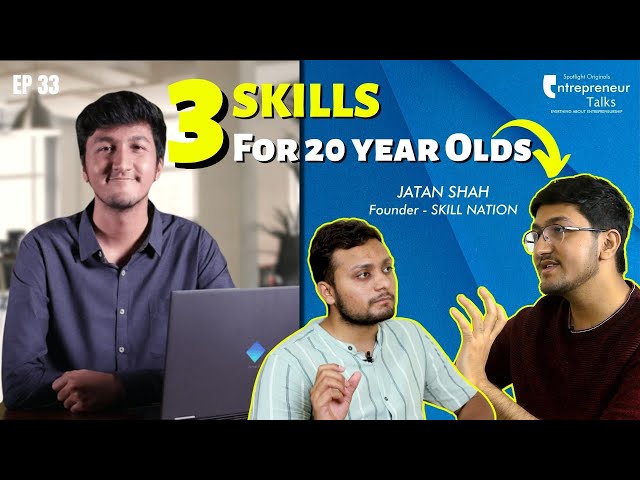 EP 33
3 SKILLS
FOR 20 YEAR OLDS
Spotlight Originals
Entrepreneur
Talks
EVERYTHING ABOUT ENTREPRENEURSHIP
JATAN SHAH
Founder - SKILL NATION